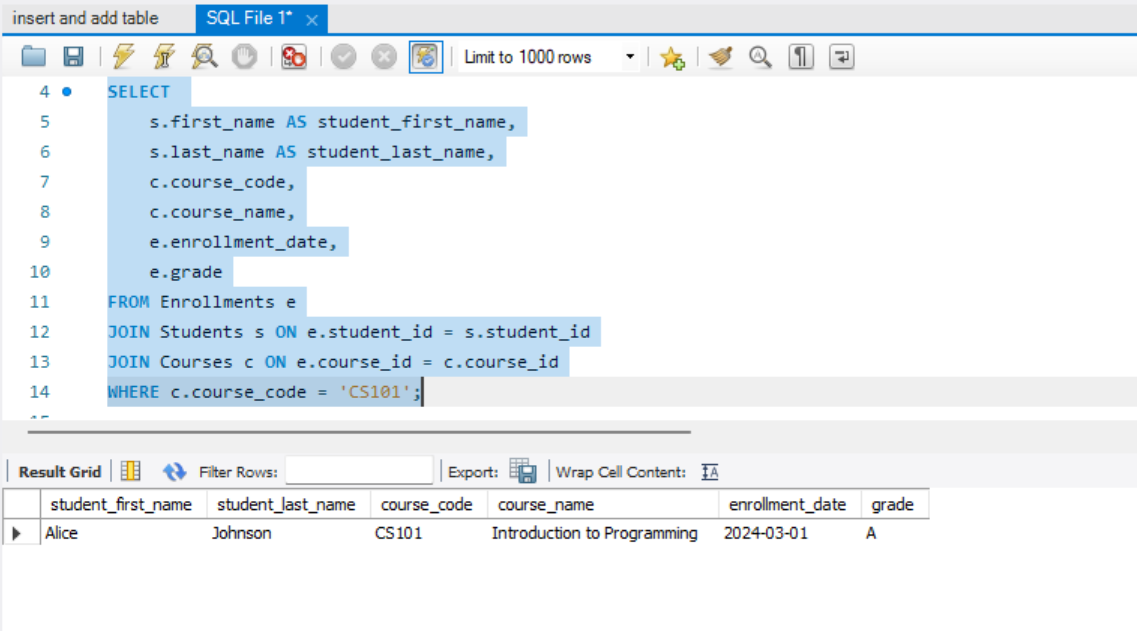 insert and add table SQL File 1* ×
Limit to 1000 rows
4 SELECT
5 s.first_name AS student_first_name,
6 s.last_name AS student_last_name,
7 c.course_code,
8 c.course_name,
9 e.enrollment_date,
10 e.grade
11 FROM Enrollments e
12 JOIN Students s ON e.student_id = s.student_id
13 JOIN Courses c ON e.course_id = c.course_id
14 WHERE c.course_code = 'CS101';
Result Grid Filter Rows: Export: Wrap Cell Content: IA
student_first_name student_last_name course_code course_name enrollment_date grade
Alice Johnson CS101 Introduction to Programming 2024-03-01 A